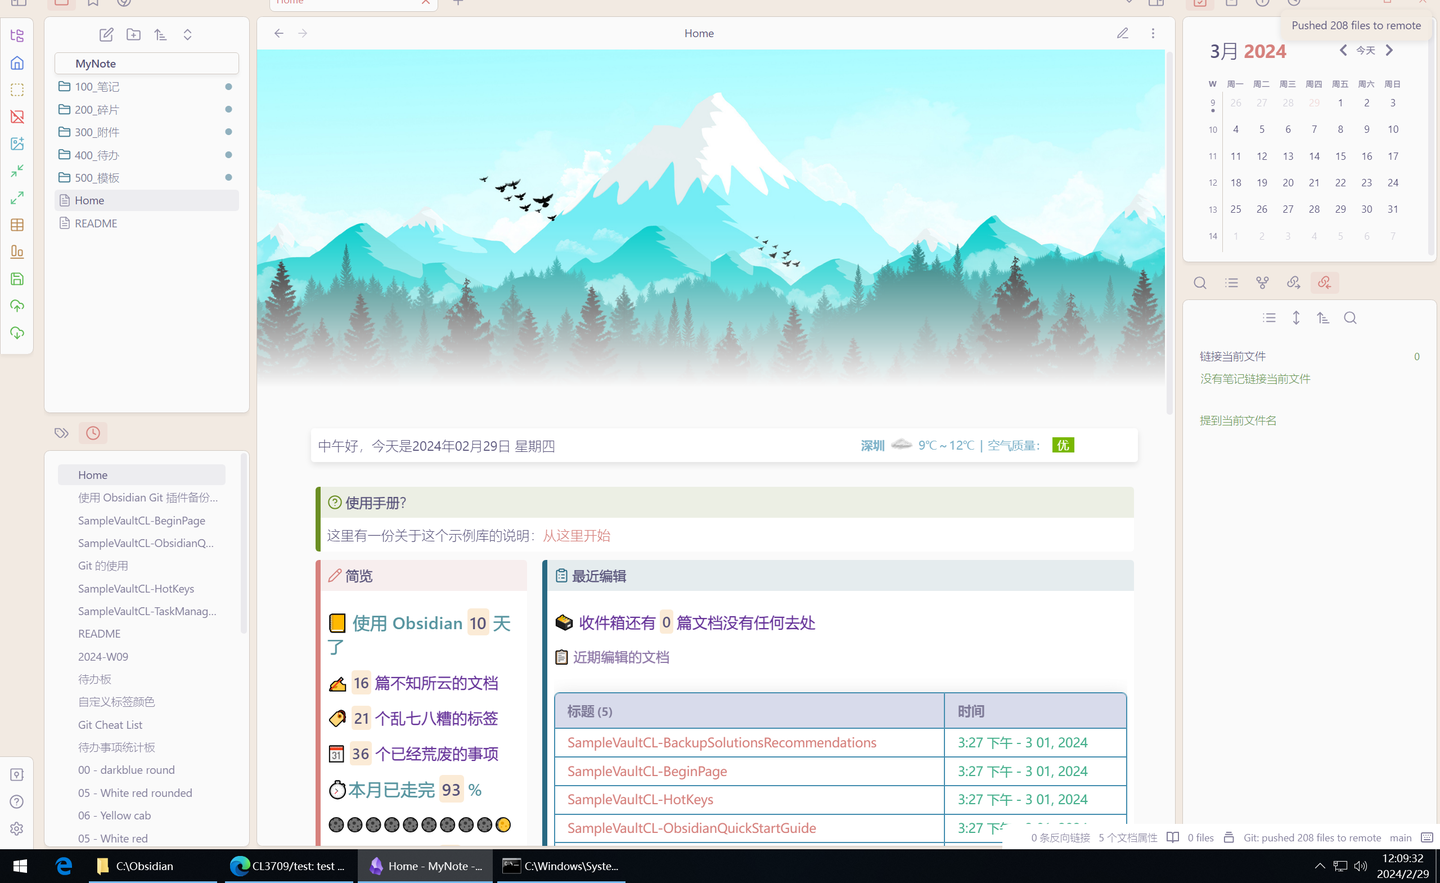 Home
Pushed 208 files to remote
MyNote
100_笔记
200_碎片
300_附件
400_待办
500_模板
Home
README
Home
使用 Obsidian Git 插件备份...
SampleVaultCL-BeginPage
SampleVaultCL-ObsidianQ...
Git 的使用
SampleVaultCL-HotKeys
SampleVaultCL-TaskManag...
README
2024-W09
待办板
自定义标签颜色
Git Cheat List
待办事项统计板
00 - darkblue round
05 - White red rounded
06 - Yellow cab
05 - White red
Home
中午好，今天是2024年02月29日 星期四
深圳 9℃ ~ 12℃ | 空气质量： 优
使用手册?
这里有一份关于这个示例库的说明：从这里开始
简览
使用 Obsidian 10 天
了
16 篇不知所云的文档
21 个乱七八糟的标签
31 36 个已经荒废的事项
本月已走完 93 %
最近编辑
收件箱还有 0 篇文档没有任何去处
近期编辑的文档
标题 (5) 时间
SampleVaultCL-BackupSolutionsRecommendations 3:27 下午 - 3 01, 2024
SampleVaultCL-BeginPage 3:27 下午 - 3 01, 2024
SampleVaultCL-HotKeys 3:27 下午 - 3 01, 2024
SampleVaultCL-ObsidianQuickStartGuide 3:27
3月 2024 今天
W 周一 周二 周三 周四 周五 周六 周日
9 26 27 28 29 1 2 3
10 4 5 6 7 8 9 10
11 11 12 13 14 15 16 17
12 18 19 20 21 22 23 24
13 25 26 27 28 29 30 31
14 1 2 3 4 5 6 7
链接当前文件 0
没有笔记链接当前文件
提到当前文件名
0 条反向链接 5 个文档属性 0 files Git: pushed 208 files to remote main
C:\Obsidian
CL3709/test: test ...
Home - MyNote -...
C:\Windows\Syste...
12:09:32
2024/2/29